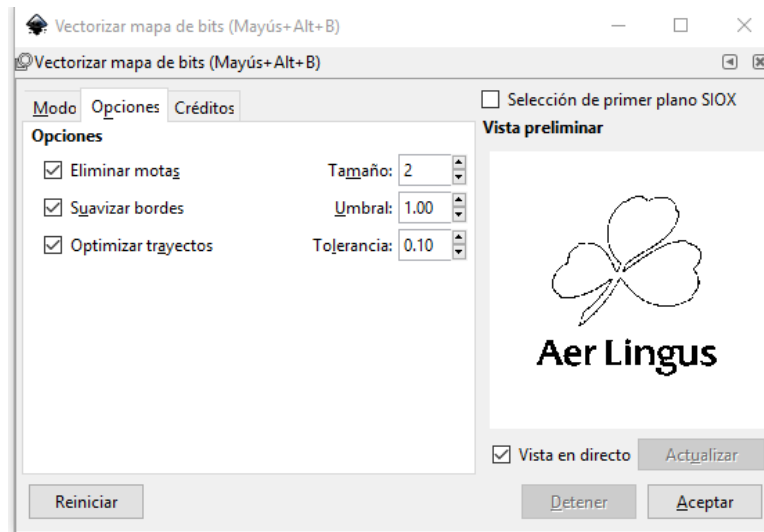 Vectorizar mapa de bits (Mayús+Alt+B)
Vectorizar mapa de bits (Mayús+Alt+B)
Modo Opciones Créditos
Opciones
Eliminar motas Tamaño: 2
Suavizar bordes Umbral: 1.00
Optimizar trayectos Tolerancia: 0.10
Selección de primer plano SIOX
Vista preliminar
Aer Lingus
Vista en directo Actualizar
Reiniciar Detener Aceptar